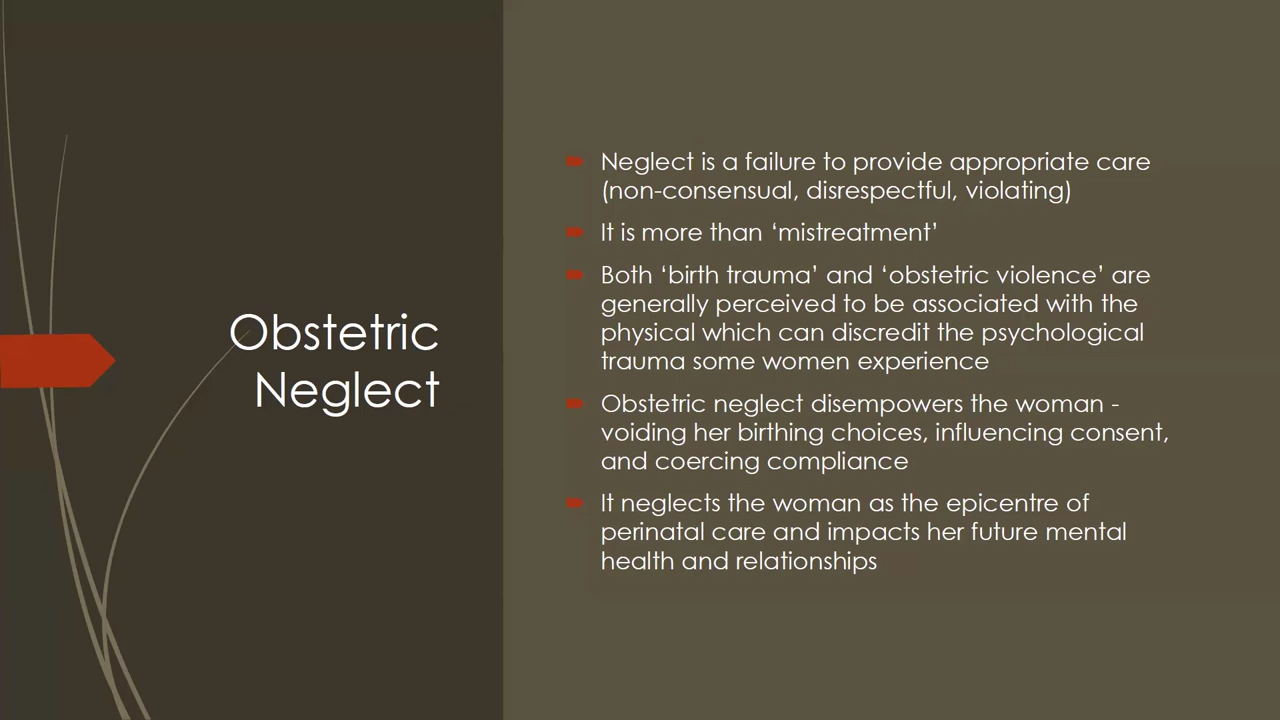 Obstetric
Neglect
Neglect is a failure to provide appropriate care
(non-consensual, disrespectful, violating)
It is more than ‘mistreatment’
Both ‘birth trauma’ and ‘obstetric violence’ are
generally perceived to be associated with the
physical which can discredit the psychological
trauma some women experience
Obstetric neglect disempowers the woman -
voiding her birthing choices, influencing consent,
and coercing compliance
It neglects the woman as the epicentre of
perinatal care and impacts her future mental
health and relationships